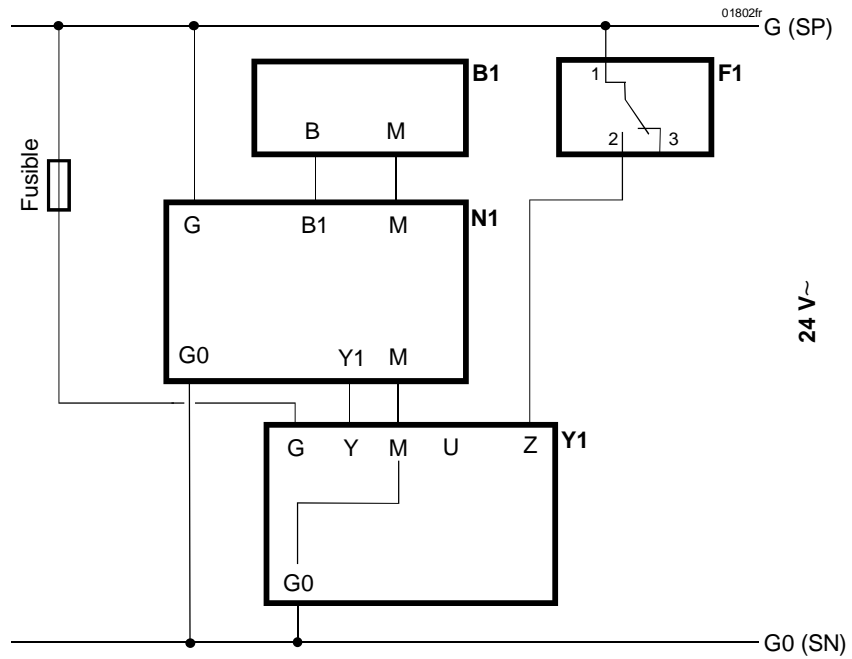 01802fr
G (SP)
B1
F1
1
B M
2 3
Fusible
N1
G B1 M
24 V~
G0 Y1 M
Y1
G Y M U Z
G0
G0 (SN)